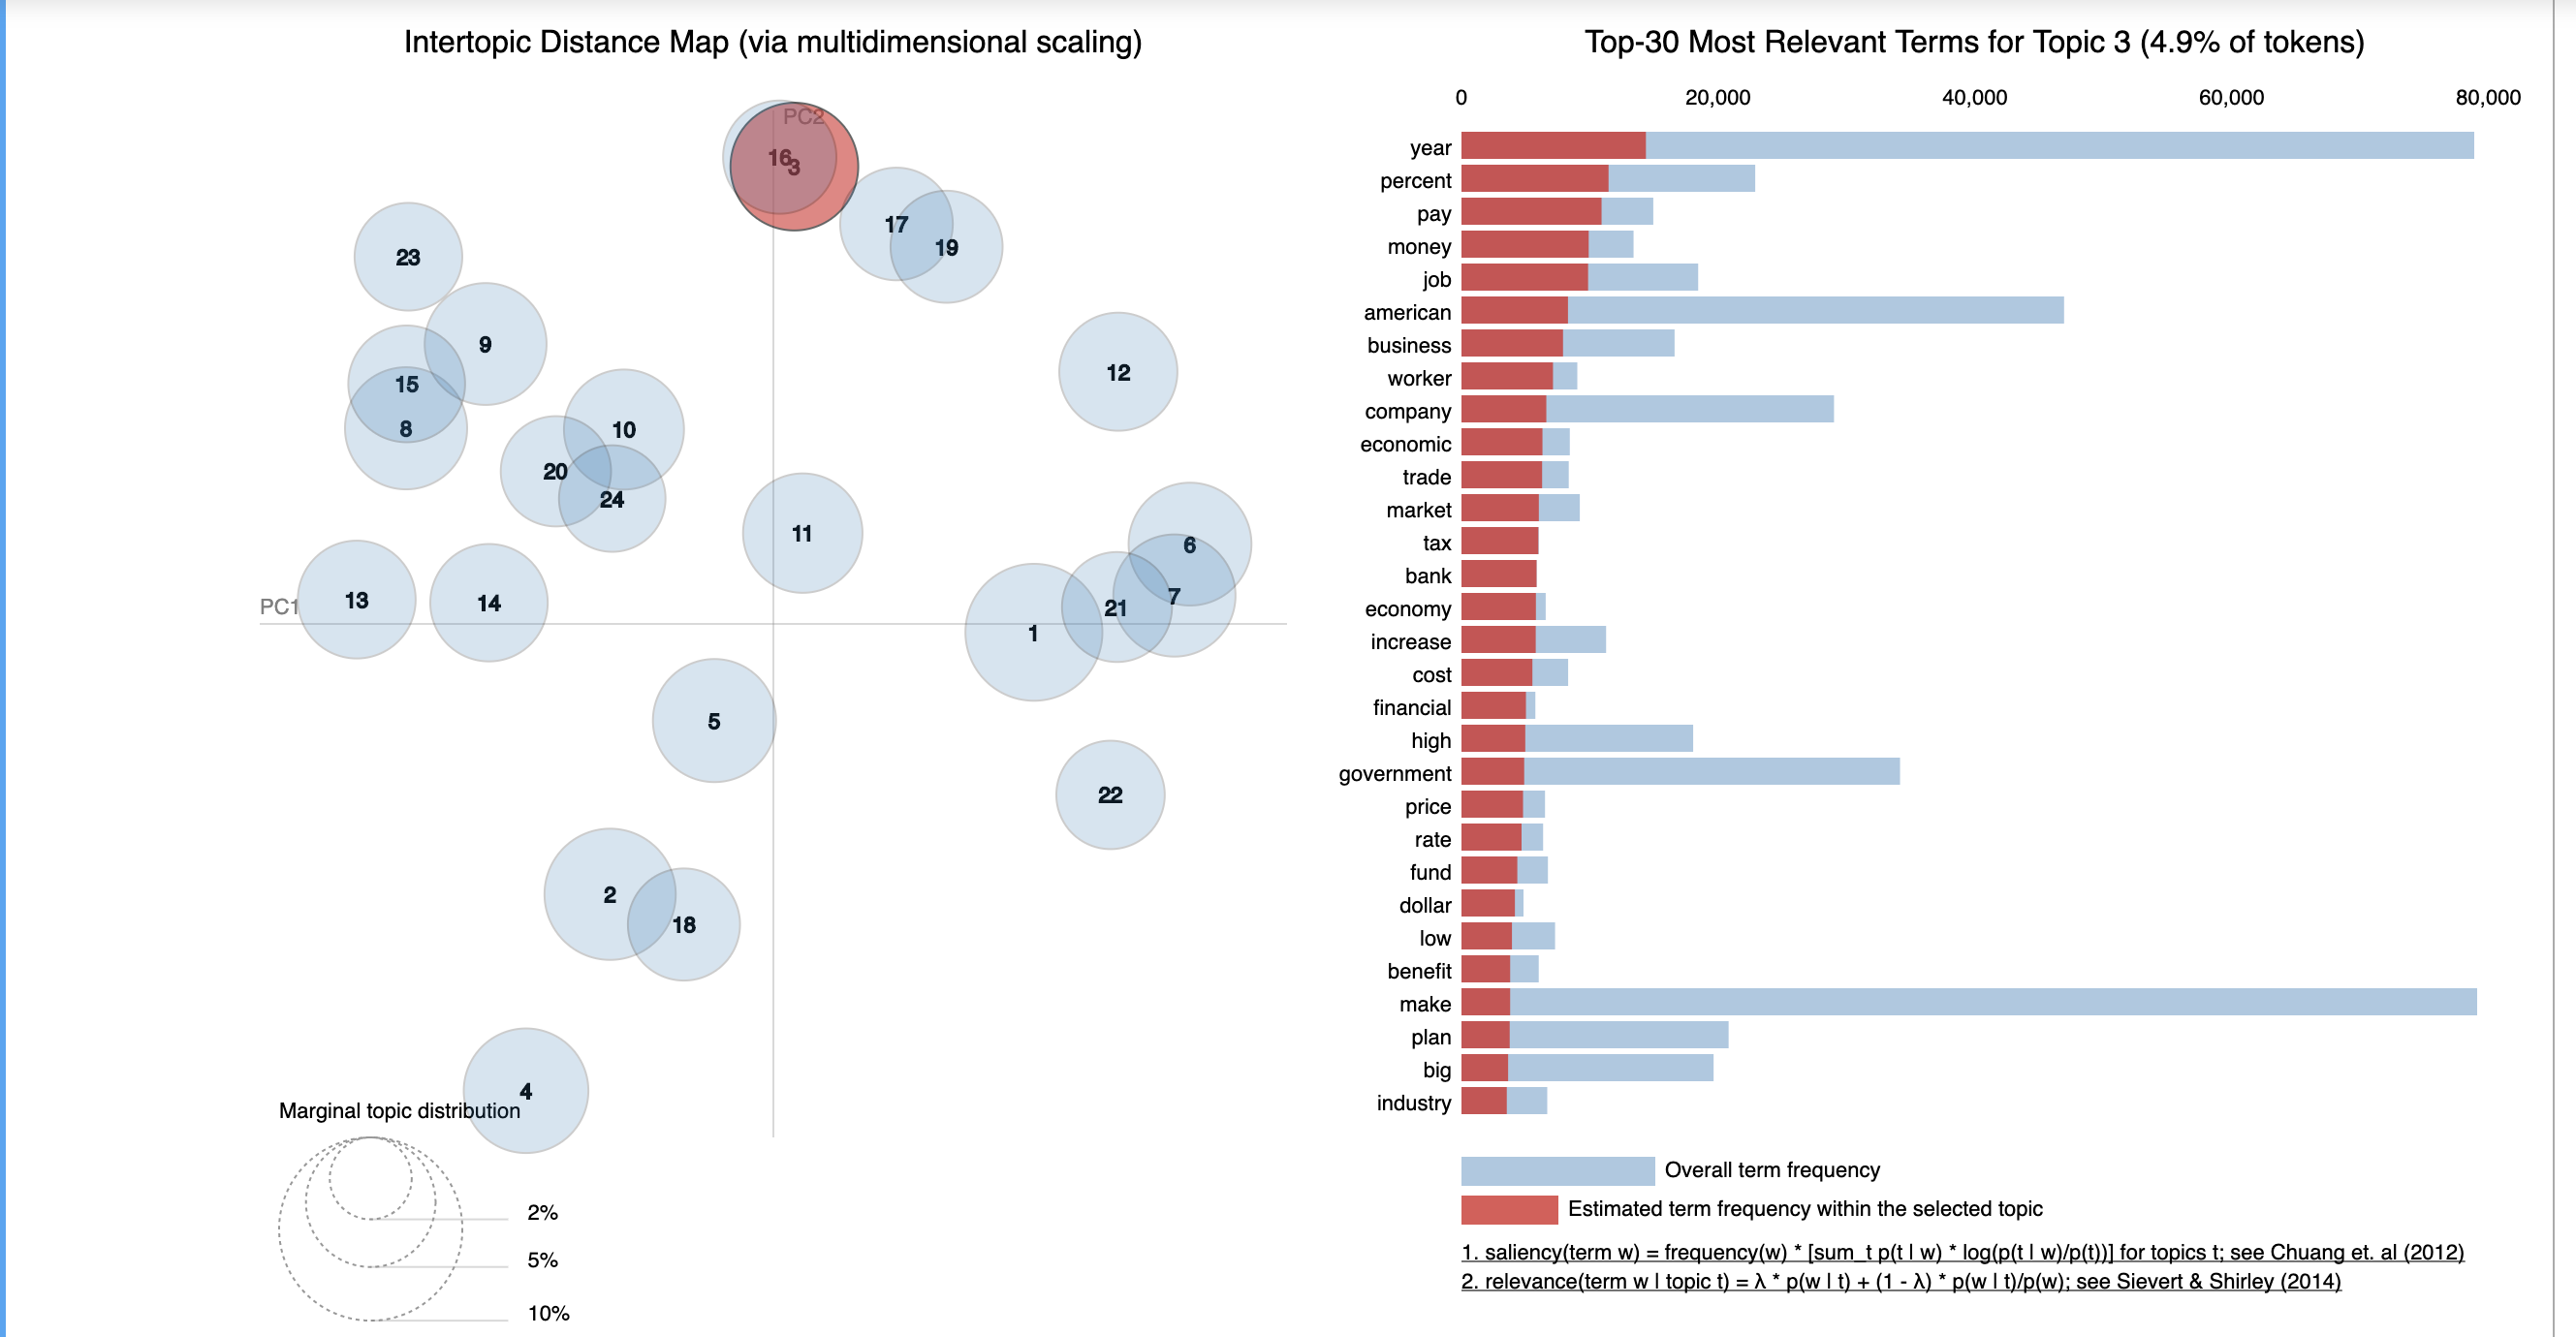 Intertopic Distance Map (via multidimensional scaling)
PC2
16
3
17
19
23
9
12
15
8
10
20
24
11
6
7
13
14
PC1
21
1
5
22
2
18
4
Marginal topic distribution
2%
5%
10%
Top-30 Most Relevant Terms for Topic 3 (4.9% of tokens)
0 20,000 40,000 60,000 80,000
year
percent
pay
money
job
american
business
worker
company
economic
trade
market
tax
bank
economy
increase
cost
financial
high
government
price
rate
fund
dollar
low
benefit
make
plan
big
industry
Overall term frequency
Estimated term frequency within the selected topic
1. saliency(term w) = frequency(w) * [sum_t p(t | w) * log(p(t | w)/p(t))] for topics t; see Chuang et. al (2012)
2. relevance(term w | topic t) = λ * p(w | t) + (1 - λ) * p(w | t)/p(w); see Sievert & Shirley (2014)